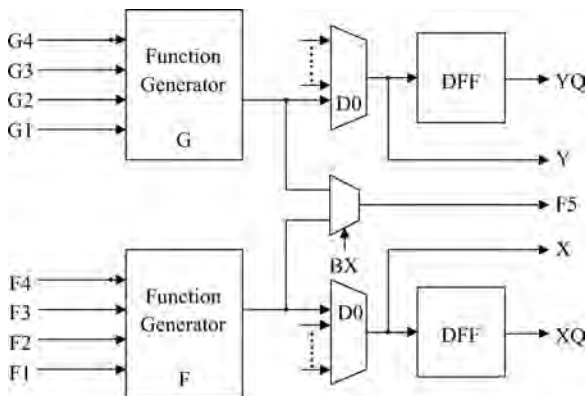 G4
G3
G2
G1
Function
Generator
G
D0
DFF
YQ
Y
F5
X
BX
F4
F3
F2
F1
Function
Generator
F
D0
DFF
XQ